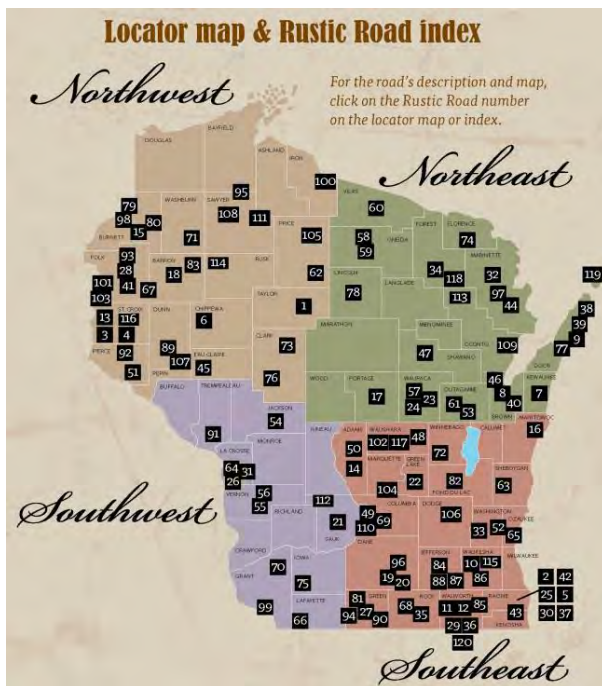 Locator map & Rustic Road index
For the road's description and map,
click on the Rustic Road number
on the locator map or index.
Northwest
Northeast
BAYFIELD
DOUGLAS
ASHLAND
IRON
100
VILAS
95
WASHBURN
SAWYER
79
60
98
80
108
111
FOREST
FLORENCE
15
BURNETT
71
PRICE
105
58
ONEIDA
74
59
MARINETTE
POLK
93
BARRON
83
114
RUSK
28
18
62
LINCOLN
34
118
32
119
101
41
67
78
LANGLADE
113
97
103
TAYLOR
1
44
38
13
ST. CROIX
116
DUNN
CHIPPEWA
6
MARATHON
MENOMINEE
39
3
4
CLARK
73
OCONTO
109
9
PIERCE
92
89
EAU CLAIRE
47
SHAWANO
77
107
45
DOOR
51
PEPIN
76
WOOD
PORTAGE
WAUPACA
46
KEWAUNEE
BUFFALO
TREMPEALEAU
57
OUTAGAMIE
8
7
17
23
61
40
24
53
BROWN
JACKSON
54
JUNEAU
ADAMS
WAUSHARA
WINNEBAGO
CALUMET
MANITOWOC
16
91
MONROE
50
102
117
48
72
LA CROSSE
MARQUETTE
GREEN
LAKE
SHEBOYGAN
64
31
14
22
82
63
26
VERNON
104
FOND DU LAC
56
112
COLUMBIA
DODGE
55
RICHLAND
49
69
106
WASHINGTON
OZAUKEE
21
110
33
52
65
SAUK
DANE
CRAWFORD
IOWA
JEFFERSON
WAUKESHA
MILWAUKEE
70
96
84
10
115
GRANT
75
19
20
88
87
86
2
42
LAFAYETTE
81
GREEN
ROCK
WALWORTH
RACINE
25
5
99
94
27
68
11
12
85
43
30
37
66
90
35
29
36
KENOSHA
120
Southwest
Southeast